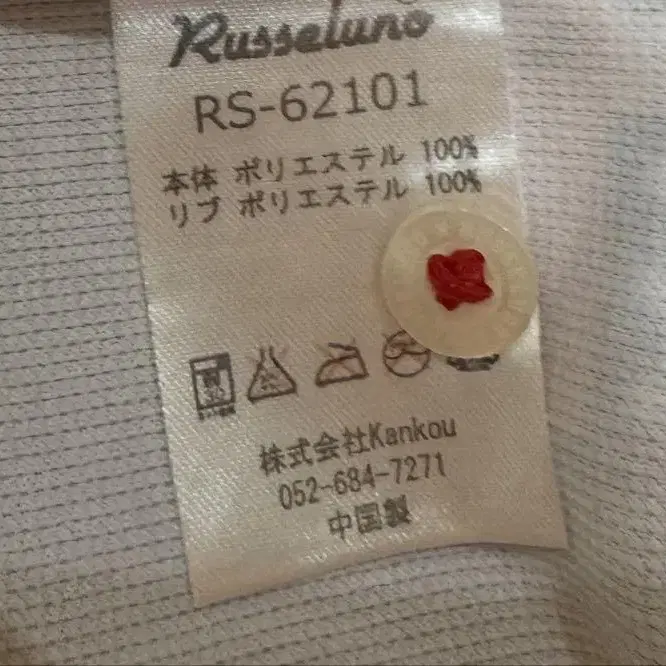 Russeluno
RS-62101
本体 ポリエステル 100%
リブ ポリエステル 100%
株式会社Kankou
052-684-7271
中国製